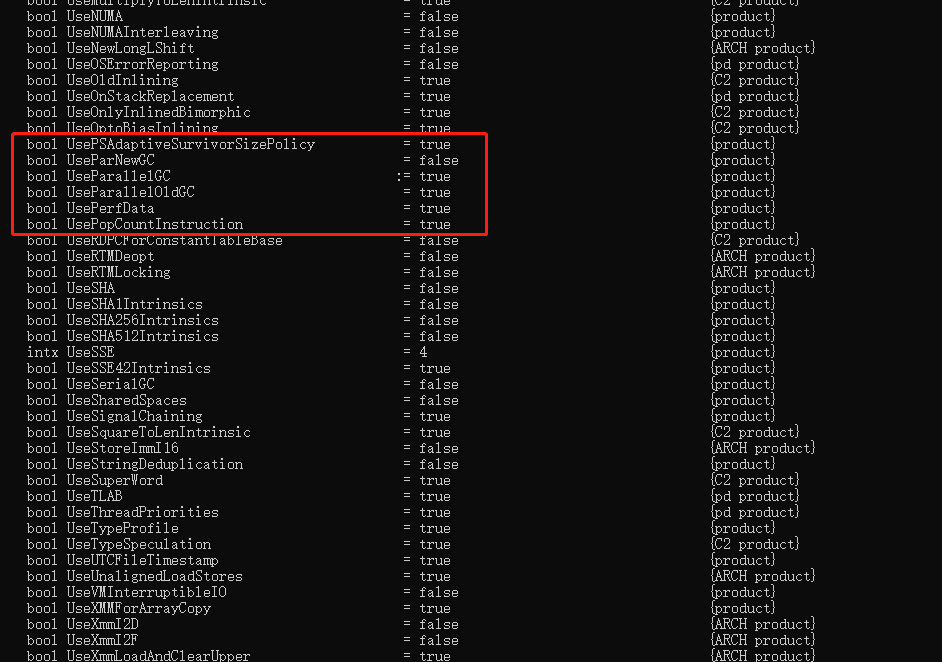 bool UseMultiplyToLenIntrinsic = true {C2 product}
bool UseNUMA = false {product}
bool UseNUMAInterleaving = false {product}
bool UseNewLongLShift = false {ARCH product}
bool UseOSErrorReporting = false {pd product}
bool UseOldInlining = true {C2 product}
bool UseOnStackReplacement = true {pd product}
bool UseOnlyInlinedBimorphic = true {C2 product}
bool UseOptoBiasInlining = true {C2 product}
bool UsePSAdaptiveSurvivorSizePolicy = true {product}
bool UseParNewGC = false {product}
bool UseParallelGC := true {product}
bool UseParallelOldGC = true {product}
bool UsePerfData = true {product}
bool UsePopCountInstruction = true {product}
bool UseRDPCForConstantTableBase = false {C2 product}
bool UseRTMDeopt = false {ARCH product}
bool UseRTMLocking = false {ARCH product}
bool UseSHA = false {product}
bool UseSHA1Intrinsics = false {product}
bool UseSHA256Intrinsics = false {product}
bool UseSHA512Intrinsics = false {product}
intx UseSSE = 4 {product}
bool UseSSE42Intrinsics = true {product}
bool UseSerialGC = false {product}
bool UseSharedSpaces = false {product}
bool UseSignalChaining = true {product}
bool UseSquareToLenIntrinsic = true {C2 product}
bool UseStoreImmI16 = false {ARCH product}
bool UseStringDeduplication = false {product}
bool UseSuperWord = true {C2 product}
bool UseTLAB = true {pd product}
bool UseThreadPriorities = true {pd product}
bool UseTypeProfile = true {product}
bool UseTypeSpeculation = true {C2 product}
bool UseUTCFileTimestamp = true {product}
bool UseUnalignedLoadStores = true {ARCH product}
bool UseVMInterruptibleIO = false {product}
bool UseXMMForArrayCopy = true {product}
bool UseXmmI2D = false {ARCH product}
bool UseXmmI2F = false {ARCH product}
bool UseXmmLoadAndClearUpper = true {ARCH product}